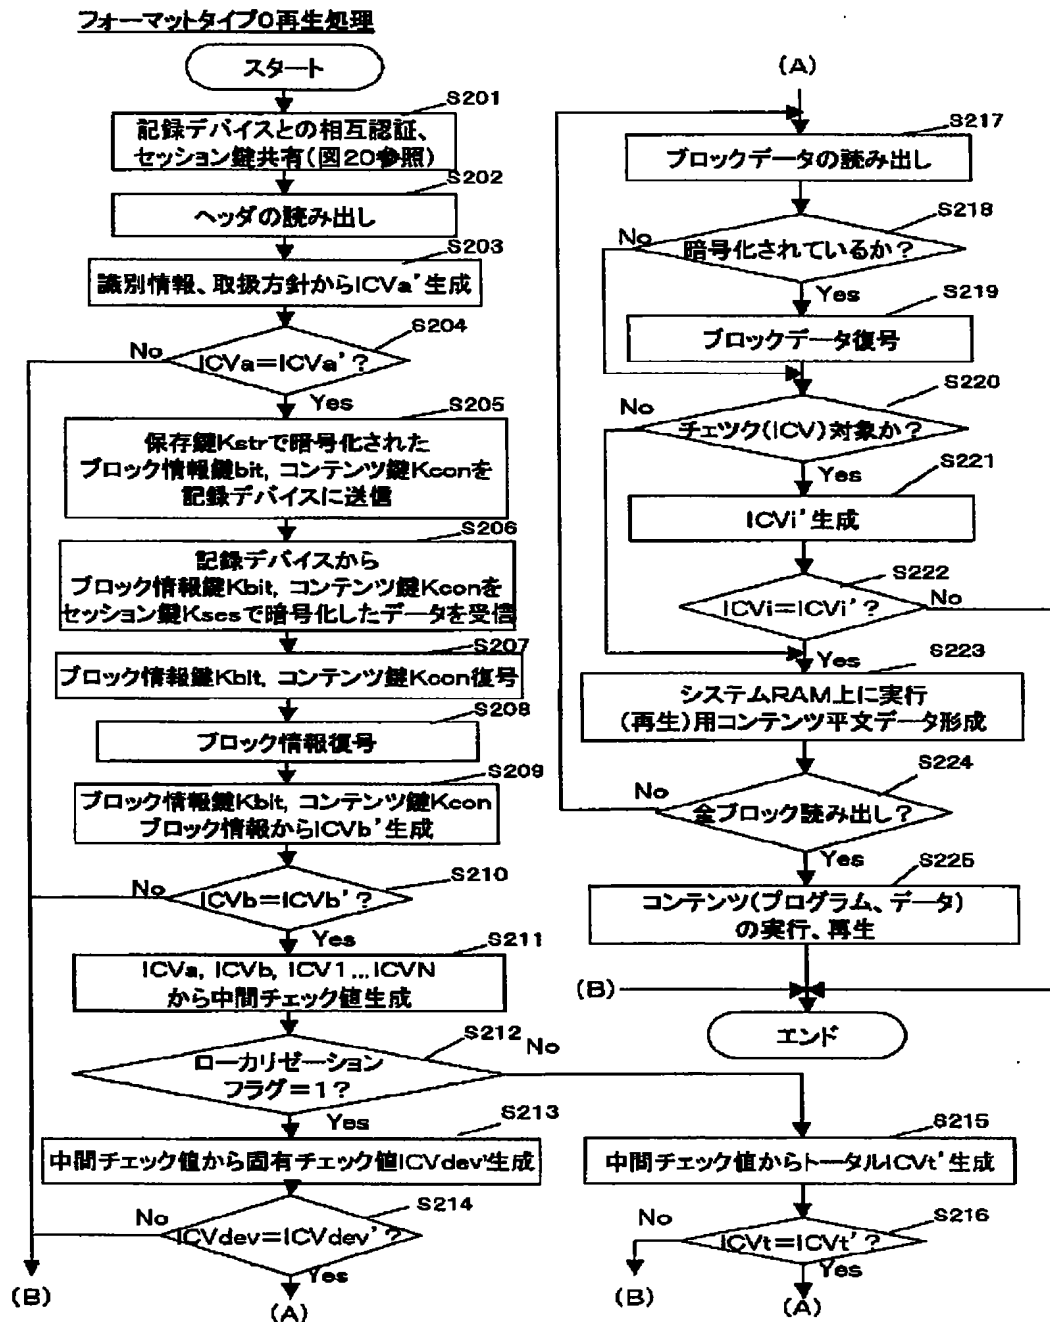 フォーマットタイプ0再生処理
スタート
S201
記録デバイスとの相互認証、
セッション鍵共有(図20参照)
S202
ヘッダの読み出し
S203
識別情報、取扱方針からICVa'生成
S204
ICVa=ICVa'?
No
Yes
S205
保存鍵Kstrで暗号化された
ブロック情報鍵bit, コンテンツ鍵Kconを
記録デバイスに送信
S206
記録デバイスから
ブロック情報鍵Kbit, コンテンツ鍵Kconを
セッション鍵Ksesで暗号化したデータを受信
S207
ブロック情報鍵Kbit, コンテンツ鍵Kcon復号
S208
ブロック情報復号
S209
ブロック情報鍵Kbit, コンテンツ鍵Kcon
ブロック情報からICVb'生成
S210
No
ICVb=ICVb'?
Yes
S211
ICVa, ICVb, ICV1...ICVN
から中間チェック値生成
S212
ローカリゼーション
フラグ=1?
No
Yes
S213
中間チェック値から固有チェック値ICVdev'生成
S214
No
ICVdev=ICVdev'?
Yes
(B)
(A)
S215
中間チェック値からトータルICVt'生成
S216
No
ICVt=ICVt'?
Yes
(B)
(A)
(A)
S217
ブロックデータの読み出し
S218
No
暗号化されているか?
Yes
S219
ブロックデータ復号
S220
No
チェック(ICV)対象か?
Yes
S221
ICVi'生成
S222
ICVi=ICVi'?
No
Yes
S223
システムRAM上に実行
(再生)用コンテンツ平文データ形成
S224
No
全ブロック読み出し?
Yes
S225
コンテンツ(プログラム、データ)
の実行、再生
(B)
エンド